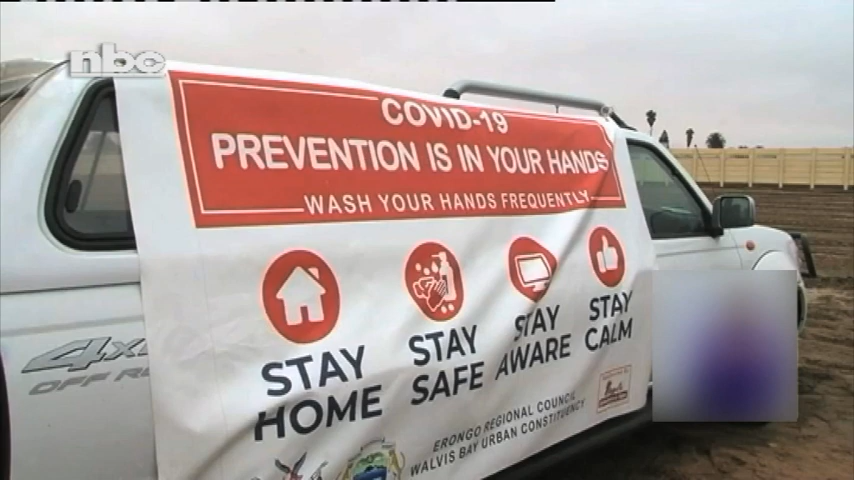 nbc
COVID-19
PREVENTION IS IN YOUR HANDS
WASH YOUR HANDS FREQUENTLY
STAY
HOME
STAY
SAFE
STAY
AWARE
STAY
CALM
ERONGO REGIONAL COUNCIL
WALVIS BAY URBAN CONSTITUENCY
4x
OFF R